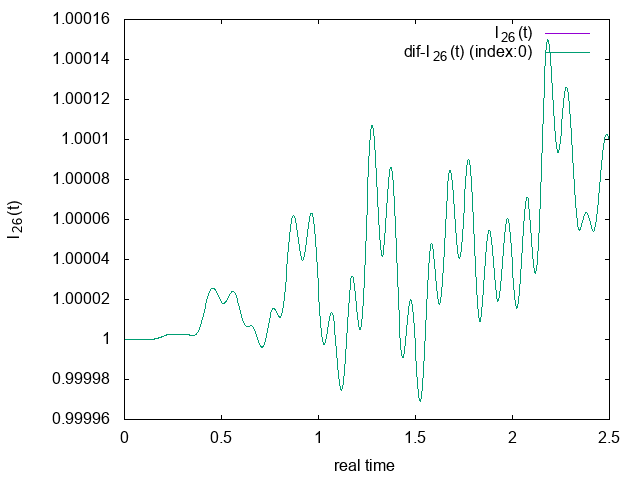 1.00016
1.00014
1.00012
1.0001
1.00008
1.00006
1.00004
1.00002
1
0.99998
0.99996
0 0.5 1 1.5 2 2.5
real time
I26(t)
I26(t)
dif-I26(t) (index:0)